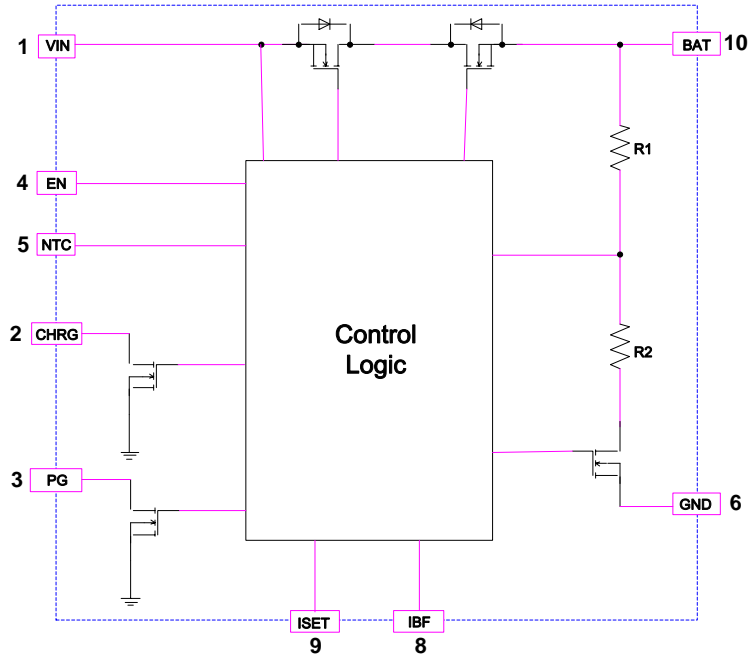 1 VIN
BAT 10
R1
4 EN
5 NTC
2 CHRG
Control
Logic
R2
3 PG
GND 6
ISET
IBF
9
8